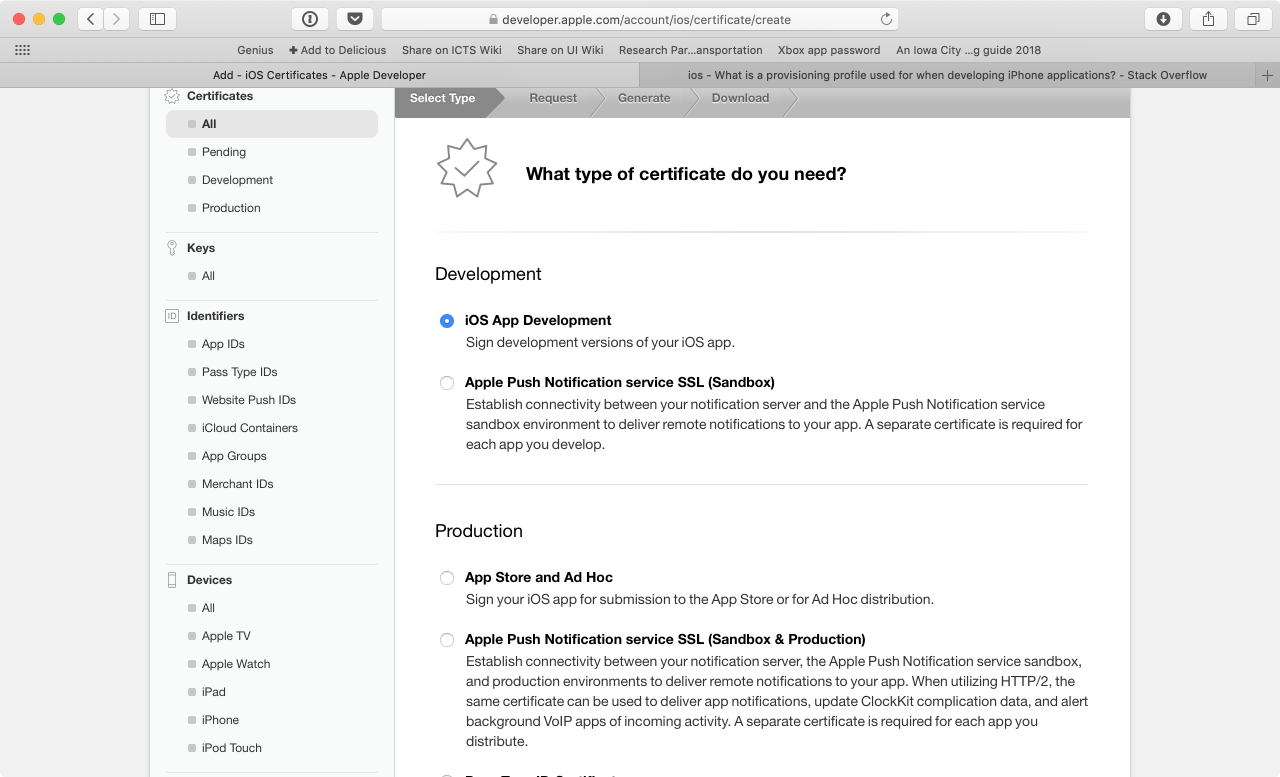 developer.apple.com/account/ios/certificate/create
Genius
Add to Delicious
Share on ICTS Wiki
Share on UI Wiki
Research Par...ansportation
Xbox app password
An Iowa City ...g guide 2018
Add - iOS Certificates - Apple Developer
ios - What is a provisioning profile used for when developing iPhone applications? - Stack Overflow
Certificates
All
Pending
Development
Production
Keys
All
ID Identifiers
App IDs
Pass Type IDs
Website Push IDs
iCloud Containers
App Groups
Merchant IDs
Music IDs
Maps IDs
Devices
All
Apple TV
Apple Watch
iPad
iPhone
iPod Touch
Select Type
Request
Generate
Download
What type of certificate do you need?
Development
iOS App Development
Sign development versions of your iOS app.
Apple Push Notification service SSL (Sandbox)
Establish connectivity between your notification server and the Apple Push Notification service
sandbox environment to deliver remote notifications to your app. A separate certificate is required for
each app you develop.
Production
App Store and Ad Hoc
Sign your iOS app for submission to the App Store or for Ad Hoc distribution.
Apple Push Notification service SSL (Sandbox & Production)
Establish connectivity between your notification server, the Apple Push Notification service sandbox,
and production environments to deliver remote notifications to your app. When utilizing HTTP/2, the
same certificate can be used to deliver app notifications, update ClockKit complication data, and alert
background VoIP apps of incoming activity. A separate certificate is required for each app you
distribute.